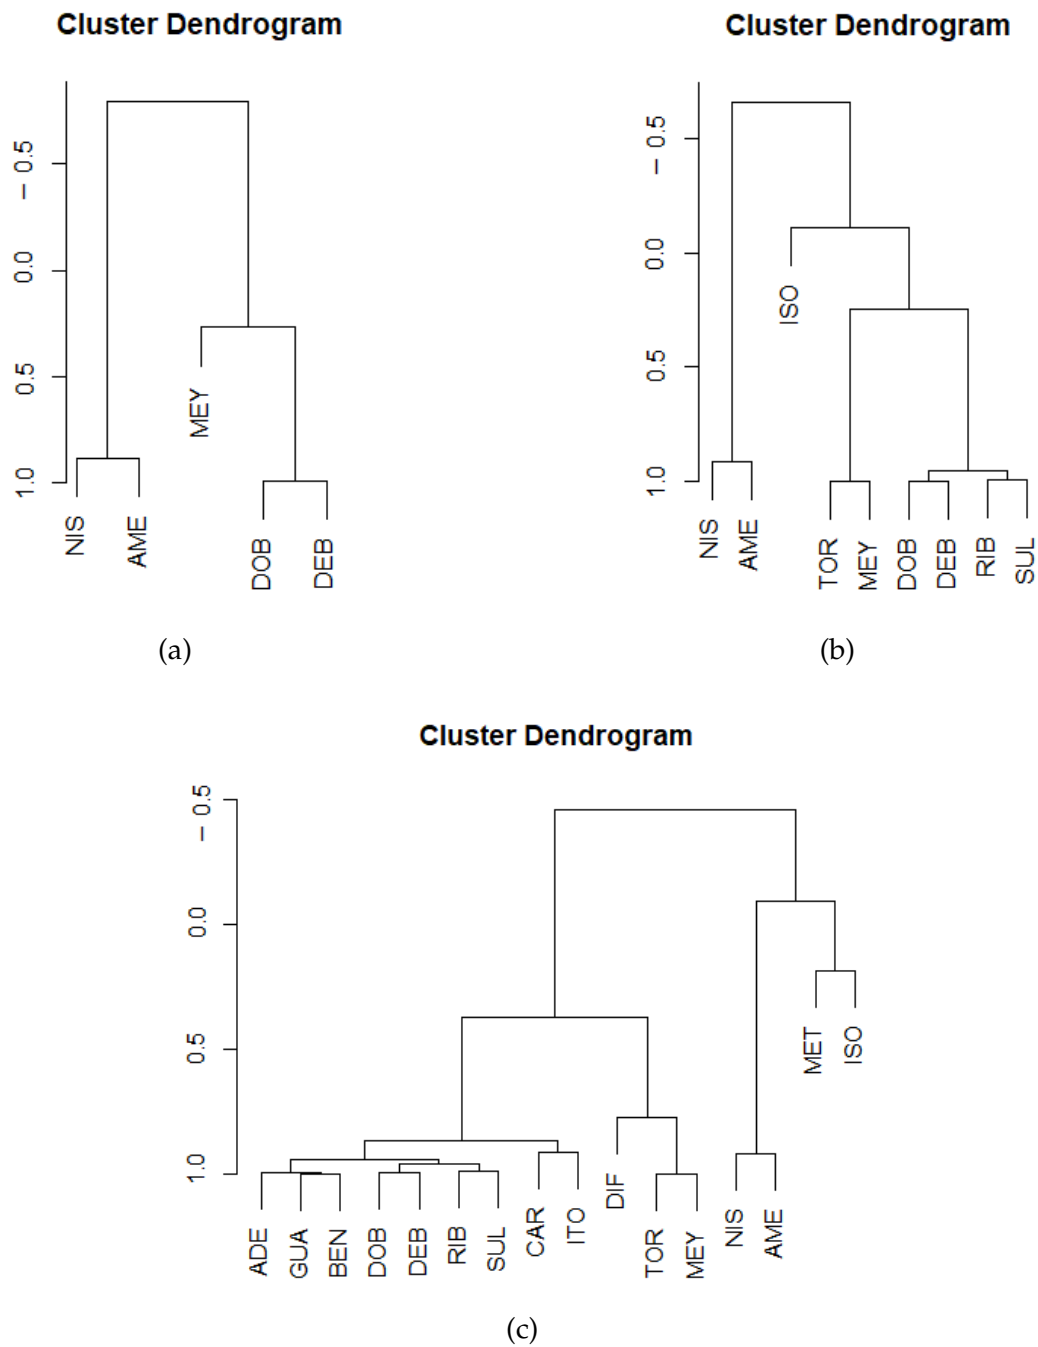 Cluster Dendrogram
− 0.5
0.0
0.5
1.0
NIS
AME
MEY
DOB
DEB
(a)
Cluster Dendrogram
− 0.5
0.0
0.5
1.0
NIS
AME
ISO
TOR
MEY
DOB
DEB
RIB
SUL
(b)
Cluster Dendrogram
− 0.5
0.0
0.5
1.0
ADE
GUA
BEN
DOB
DEB
RIB
SUL
CAR
ITO
DIF
TOR
MEY
NIS
AME
MET
ISO
(c)